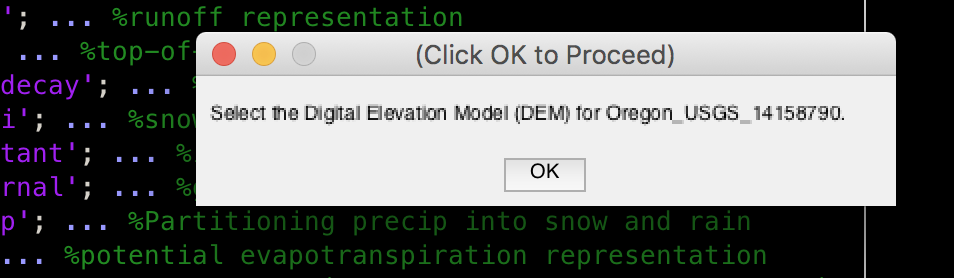 '; ... %runoff representation
... %top-of-
(Click OK to Proceed)
decay'; ... %
Select the Digital Elevation Model (DEM) for Oregon_USGS_14158790.
i'; ... %snow
tant'; ... %
OK
rnal'; ... %
p'; ... %Partitioning precip into snow and rain
... %potential evapotranspiration representation